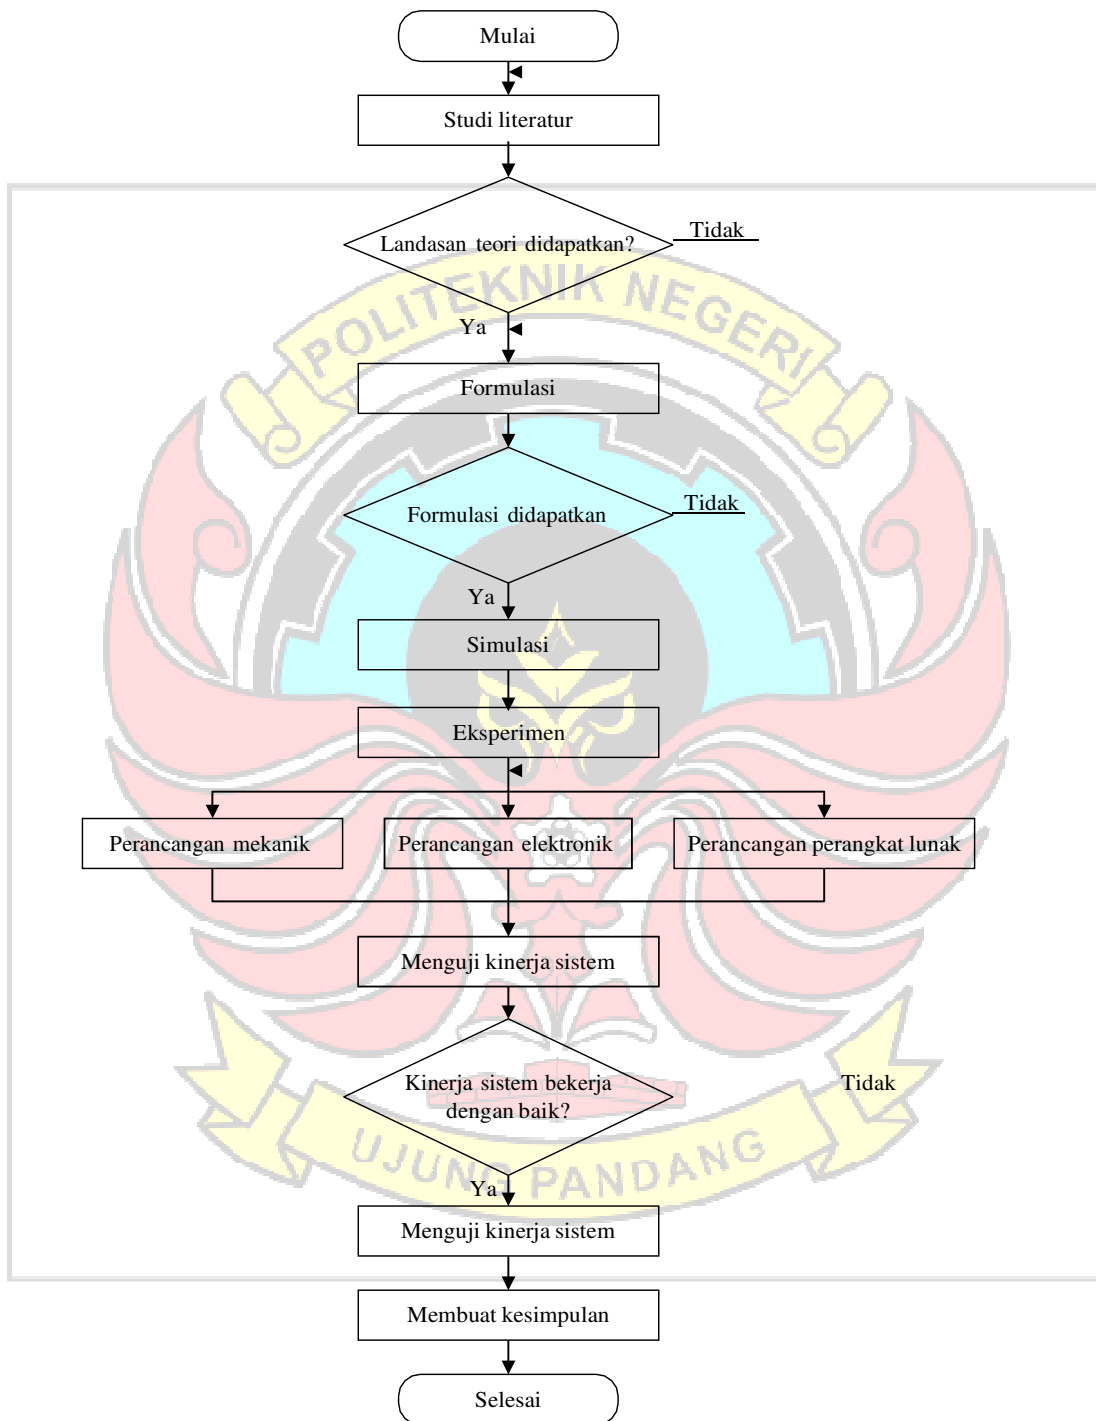 Mulai
Studi literatur
Landasan teori didapatkan?
Tidak
POLITEKNIK NEGERI
Ya
Formulasi
Formulasi didapatkan
Tidak
Ya
Simulasi
Eksperimen
Perancangan mekanik
Perancangan elektronik
Perancangan perangkat lunak
Menguji kinerja sistem
Kinerja sistem bekerja
dengan baik?
Tidak
UJUNG PANDANG
Ya
Menguji kinerja sistem
Membuat kesimpulan
Selesai